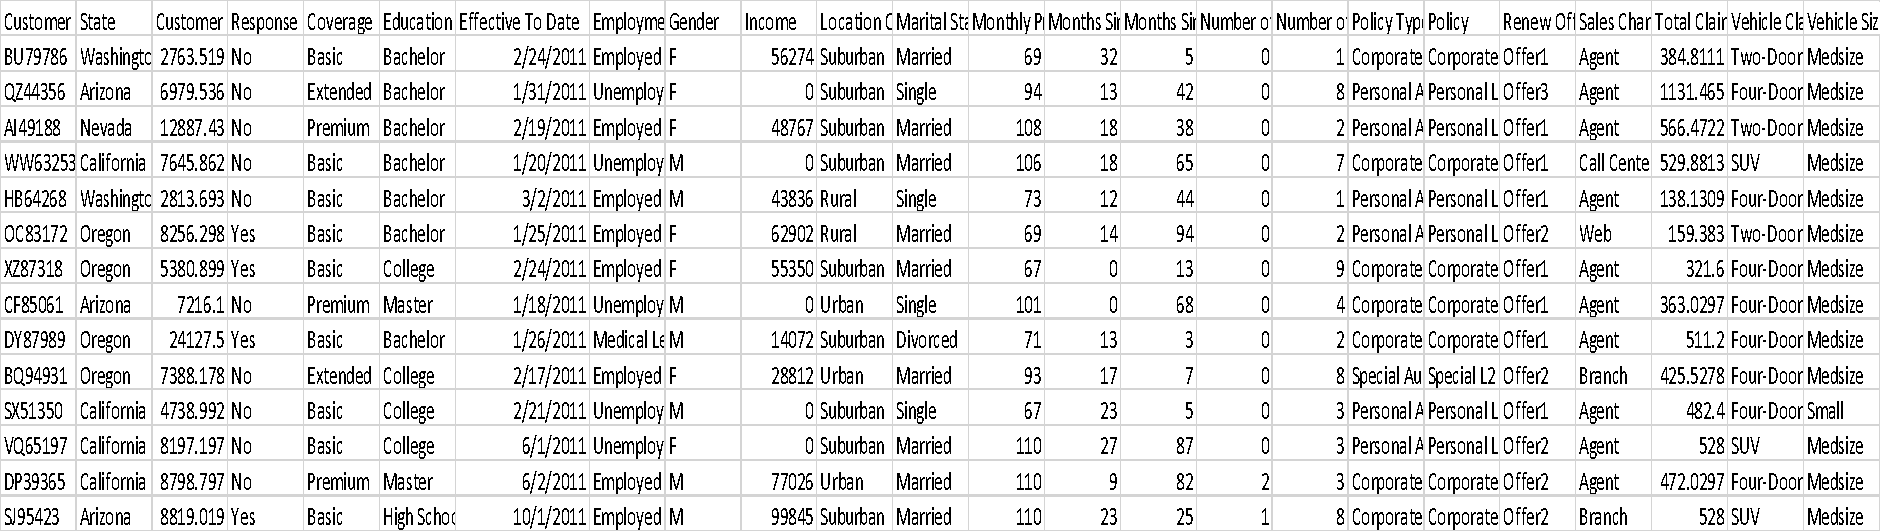 Customer State Customer Response Coverage Education Effective To Date Employme Gender Income Location C Marital Sta Monthly Pr Months Sin Months Sin Number o Number o Policy Typ Policy Renew Off Sales Chan Total Clair Vehicle Cla Vehicle Siz
BU79786 Washingto 2763.519 No Basic Bachelor 2/24/2011 Employed F 56274 Suburban Married 69 32 5 0 1 Corporate Corporate Offer1 Agent 384.8111 Two-Door Medsize
QZ44356 Arizona 6979.536 No Extended Bachelor 1/31/2011 Unemploy F 0 Suburban Single 94 13 42 0 8 Personal A Personal L Offer3 Agent 1131.465 Four-Door Medsize
AI49188 Nevada 12887.43 No Premium Bachelor 2/19/2011 Employed F 48767 Suburban Married 108 18 38 0 2 Personal A Personal L Offer1 Agent 566.4722 Two-Door Medsize
WW63253 California 7645.862 No Basic Bachelor 1/20/2011 Unemploy M 0 Suburban Married 106 18 65 0 7 Corporate Corporate Offer1 Call Cente 529.8813 SUV Medsize
HB64268 Washingto 2813.693 No Basic Bachelor 3/2/2011 Employed M 43836 Rural Single 73 12 44 0 1 Personal A Personal L Offer1 Agent 138.1309 Four-Door Medsize
OC83172 Oregon 8256.298 Yes Basic Bachelor 1/25/2011 Employed F 62902 Rural Married 69 14 94 0 2 Personal A Personal L Offer2 Web 159.383 Two-Door Medsize
XZ87318 Oregon 5380.899 Yes Basic College 2/24/2011 Employed F 55350 Suburban Married 67 0 13 0 9 Corporate Corporate Offer1 Agent 321.6 Four-Door Medsize
CF85061 Arizona 7216.1 No Premium Master 1/18/2011 Unemploy M 0 Urban Single 101 0 68 0 4 Corporate Corporate Offer1 Agent 363.0297 Four-Door Medsize
DY87989 Oregon 24127.5 Yes Basic Bachelor 1/26/2011 Medical Le M 14072 Suburban Divorced 71 13 3 0 2 Corporate Corporate Offer1 Agent 511.2 Four-Door Medsize
BQ94931 Oregon 7388.178 No Extended College 2/17/2011 Employed F 28812 Urban Married 93 17 7 0 8 Special Au Special L2 Offer2 Branch 425.5278 Four-Door Medsize
SX51350 California 4738.992 No Basic College 2/21/2011 Unemploy M 0 Suburban Single 67 23 5 0 3 Personal A Personal L Offer1 Agent 482.4 Four-Door Small
VQ65197 California 8197.197 No Basic College 6/1/2011 Unemploy F 0 Suburban Married 110 27 87 0 3 Personal A Personal L Offer2 Agent 528 SUV Medsize
DP39365 California 8798.797 No Premium Master 6/2/2011 Employed M 77026 Urban Married 110 9 82 2 3 Corporate Corporate Offer2 Agent 472.0297 Four-Door Medsize
SJ95423 Arizona 8819.019 Yes Basic High Schoo 10/1/2011 Employed M 99845 Suburban Married 110 23 25 1 8 Corporate Corporate Offer2 Branch 528 SUV Medsize